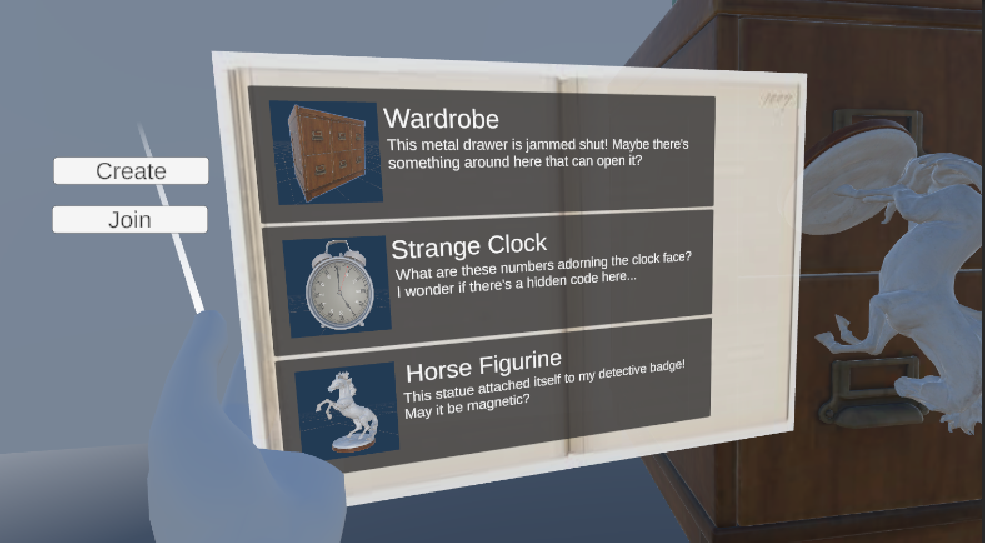 Create
Join
Wardrobe
This metal drawer is jammed shut! Maybe there's
something around here that can open it?
Strange Clock
What are these numbers adorning the clock face?
I wonder if there's a hidden code here...
Horse Figurine
This statue attached itself to my detective badge!
May it be magnetic?